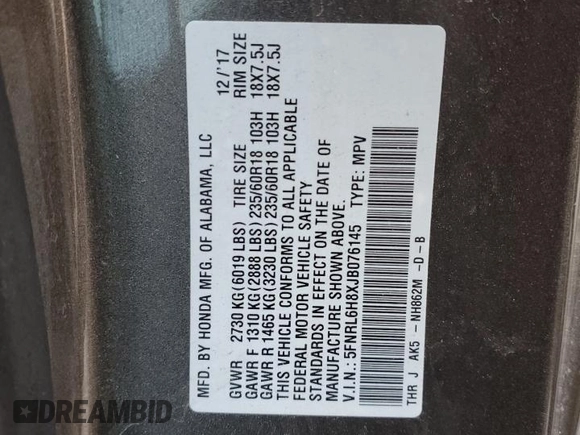 MFD. BY HONDA MFG. OF ALABAMA, LLC 12/'17
GVWR 2730 KG(6019 LBS) TIRE SIZE RIM SIZE
GAWR F 1310 KG(2888 LBS) 235/60R18 103H 18X7.5J
GAWR R 1465 KG(3230 LBS) 235/60R18 103H 18X7.5J
THIS VEHICLE CONFORMS TO ALL APPLICABLE
FEDERAL MOTOR VEHICLE SAFETY
STANDARDS IN EFFECT ON THE DATE OF
MANUFACTURE SHOWN ABOVE.
V.I.N.: 5FNRL6H8XJB076145 TYPE: MPV
THR J AK5 - NH862M -D-B
DREAMBID